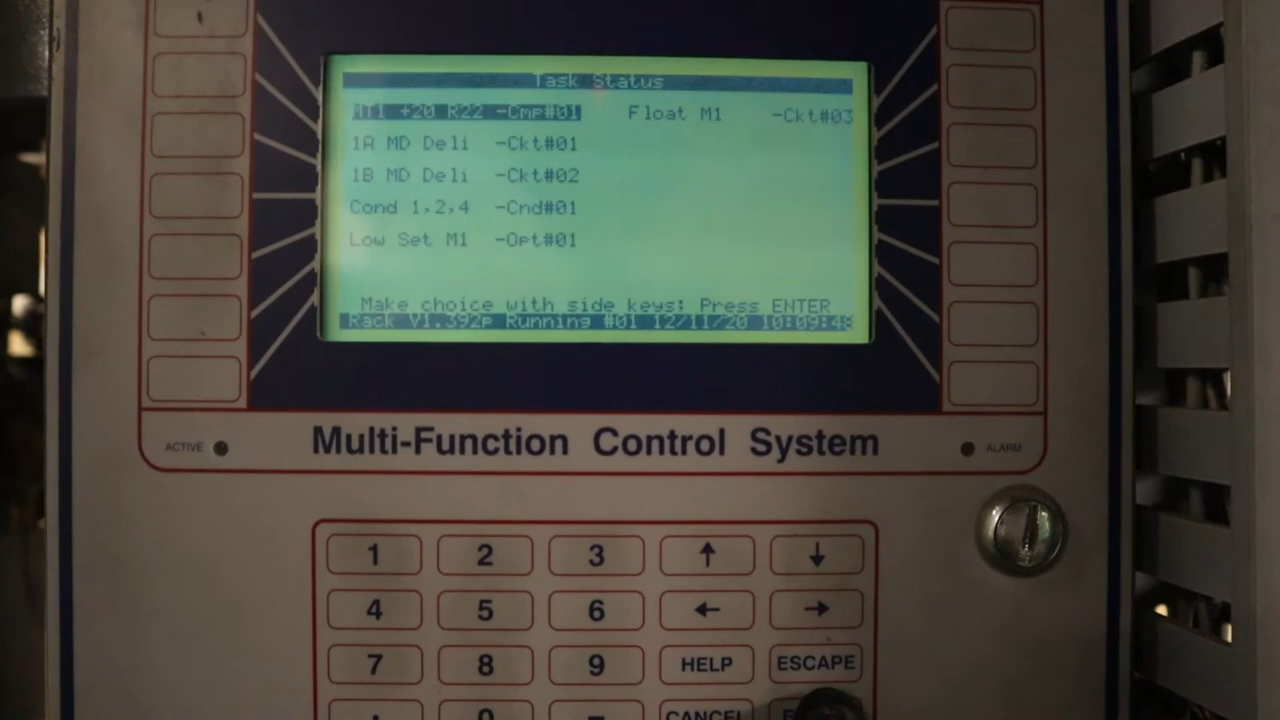 Task Status
MT1 +20 R22 -Cmp#01 Float M1 -Ckt#03
1A MD Deli -Ckt#01
1B MD Deli -Ckt#02
Cond 1,2,4 -Cnd#01
Low Set M1 -Opt#01
Make choice with side keys; Press ENTER
Rack V1.392p Running #01 12/11/20 10:09:48
ACTIVE Multi-Function Control System ALARM
1 2 3 ↑ ↓
4 5 6 ← →
7 8 9 HELP ESCAPE
0 - CANCEL